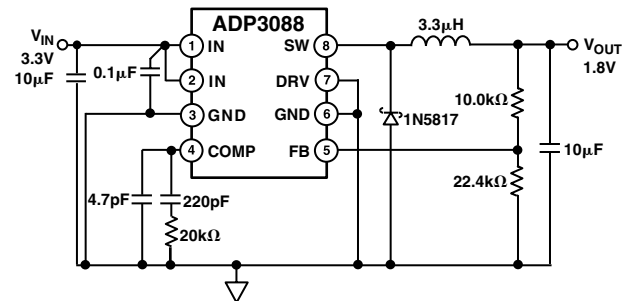 ADP3088
VIN
3.3V
10μF
0.1μF
1 IN
2 IN
3 GND
4 COMP
SW 8
DRV 7
GND 6
FB 5
3.3μH
VOUT
1.8V
1N5817
10.0kΩ
22.4kΩ
10μF
4.7pF
220pF
20kΩ